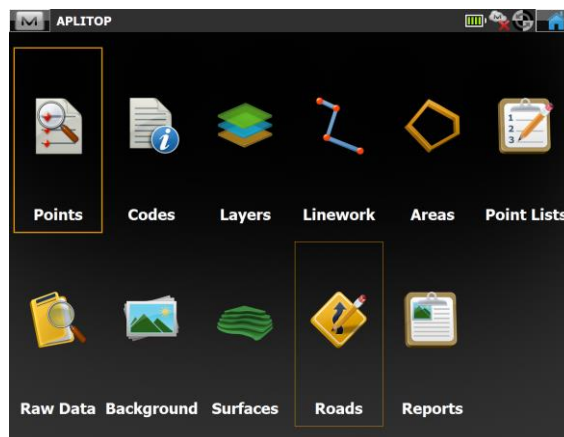 APLITOP
Points Codes Layers Linework Areas Point Lists
Raw Data Background Surfaces Roads Reports